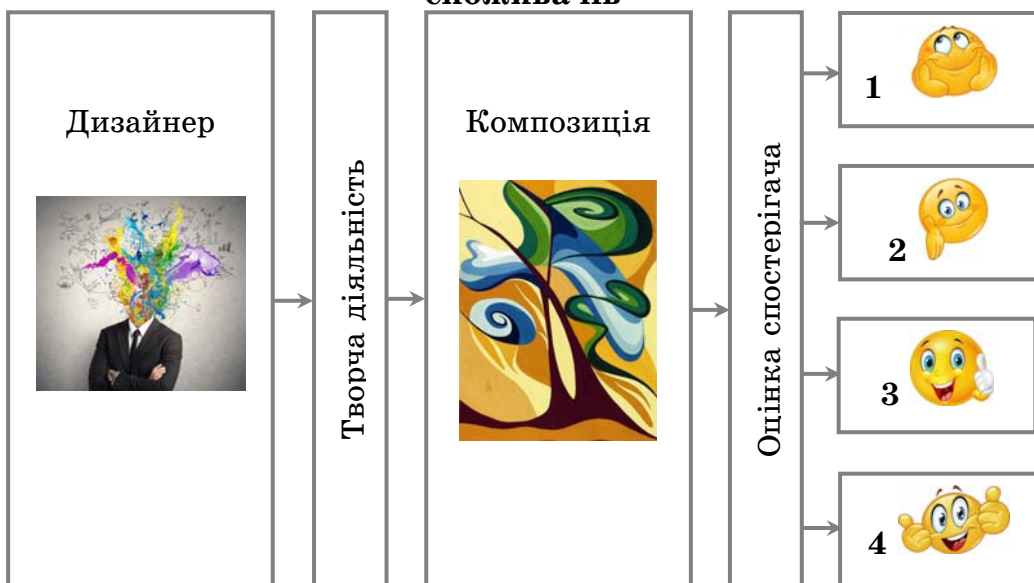 Дизайнер
Творча діяльність
Композиція
Оцінка спостерігача
1
2
3
4